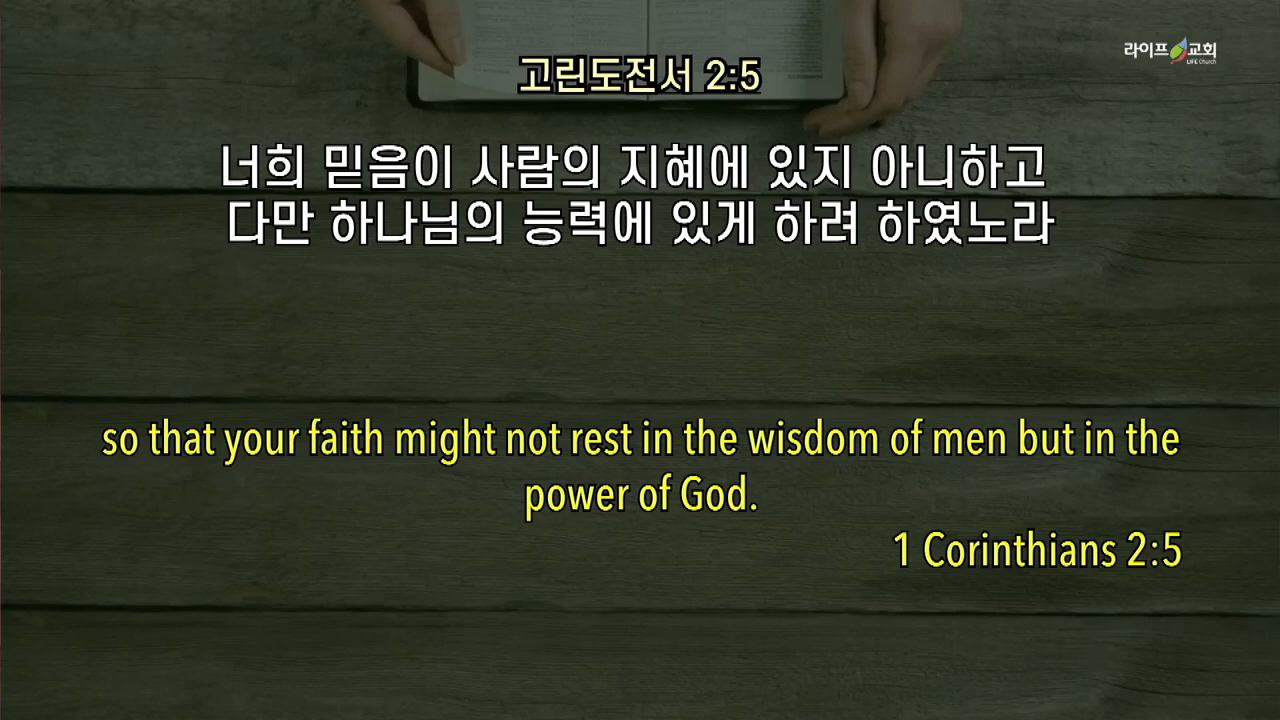 라이프 교회
LIFE Church
고린도전서 2:5
너희 믿음이 사람의 지혜에 있지 아니하고
다만 하나님의 능력에 있게 하려 하였노라
so that your faith might not rest in the wisdom of men but in the
power of God.
1 Corinthians 2:5